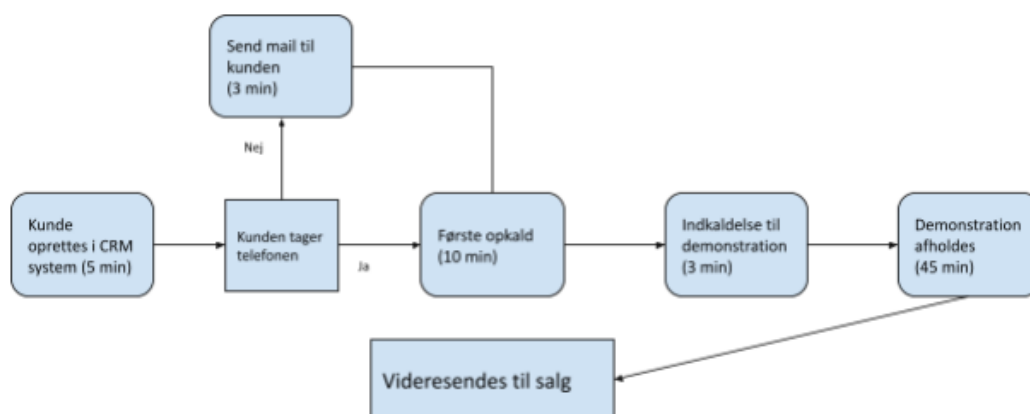 Send mail til
kunden
(3 min)
Nej
Kunde
oprettes i CRM
system (5 min)
Kunden tager
telefonen
Ja
Første opkald
(10 min)
Indkaldelse til
demonstration
(3 min)
Demonstration
afholdes
(45 min)
Videresendes til salg